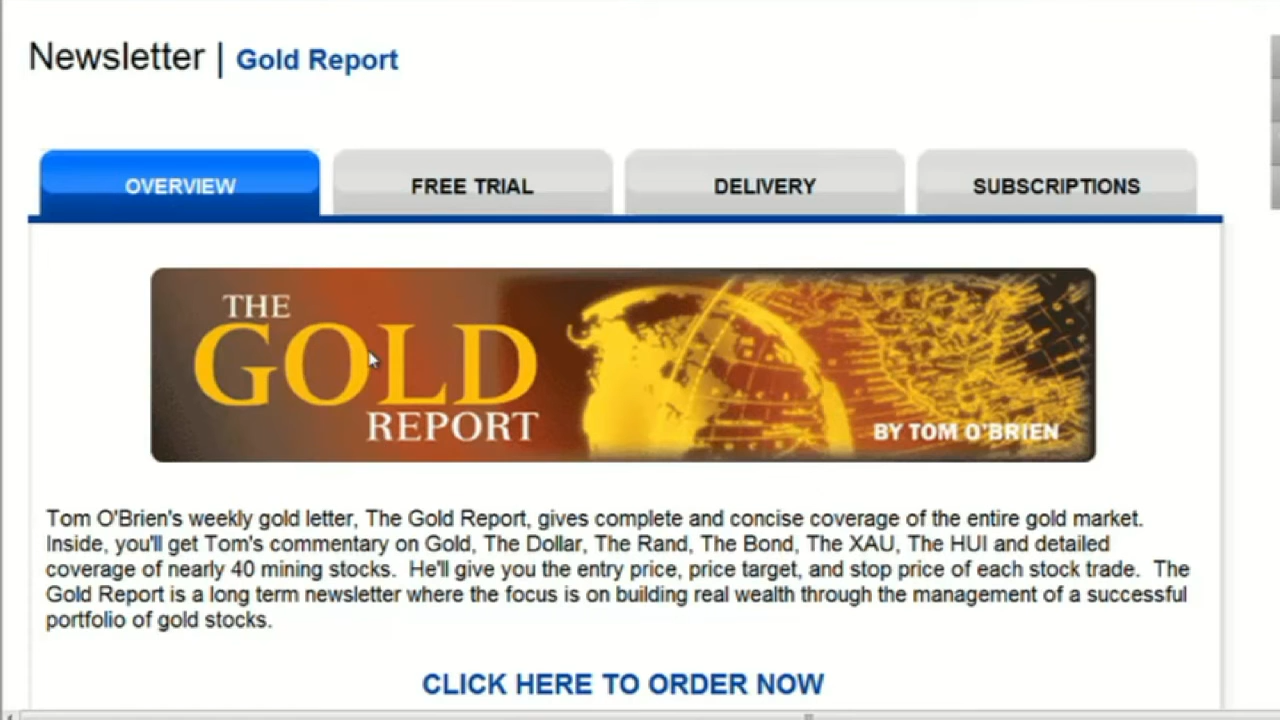 Newsletter | Gold Report
OVERVIEW
FREE TRIAL
DELIVERY
SUBSCRIPTIONS
THE
GOLD
REPORT
BY TOM O'BRIEN
Tom O'Brien's weekly gold letter, The Gold Report, gives complete and concise coverage of the entire gold market.
Inside, you'll get Tom's commentary on Gold, The Dollar, The Rand, The Bond, The XAU, The HUI and detailed
coverage of nearly 40 mining stocks.  He'll give you the entry price, price target, and stop price of each stock trade.  The
Gold Report is a long term newsletter where the focus is on building real wealth through the management of a successful
portfolio of gold stocks.
CLICK HERE TO ORDER NOW